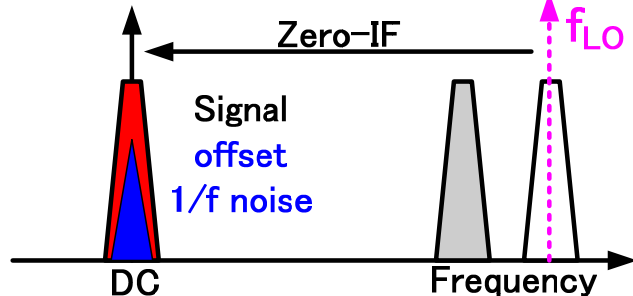 Zero-IF
fLO
Signal
offset
1/f noise
DC
Frequency